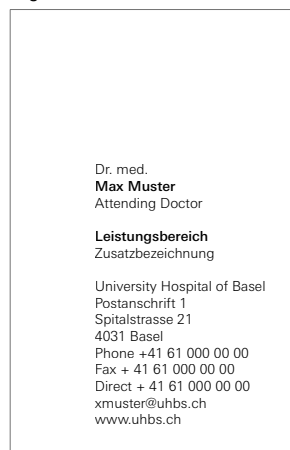 Dr. med.
Max Muster
Attending Doctor
Leistungsbereich
Zusatzbezeichnung
University Hospital of Basel
Postanschrift 1
Spitalstrasse 21
4031 Basel
Phone +41 61 000 00 00
Fax + 41 61 000 00 00
Direct + 41 61 000 00 00
xmuster@uhbs.ch
www.uhbs.ch